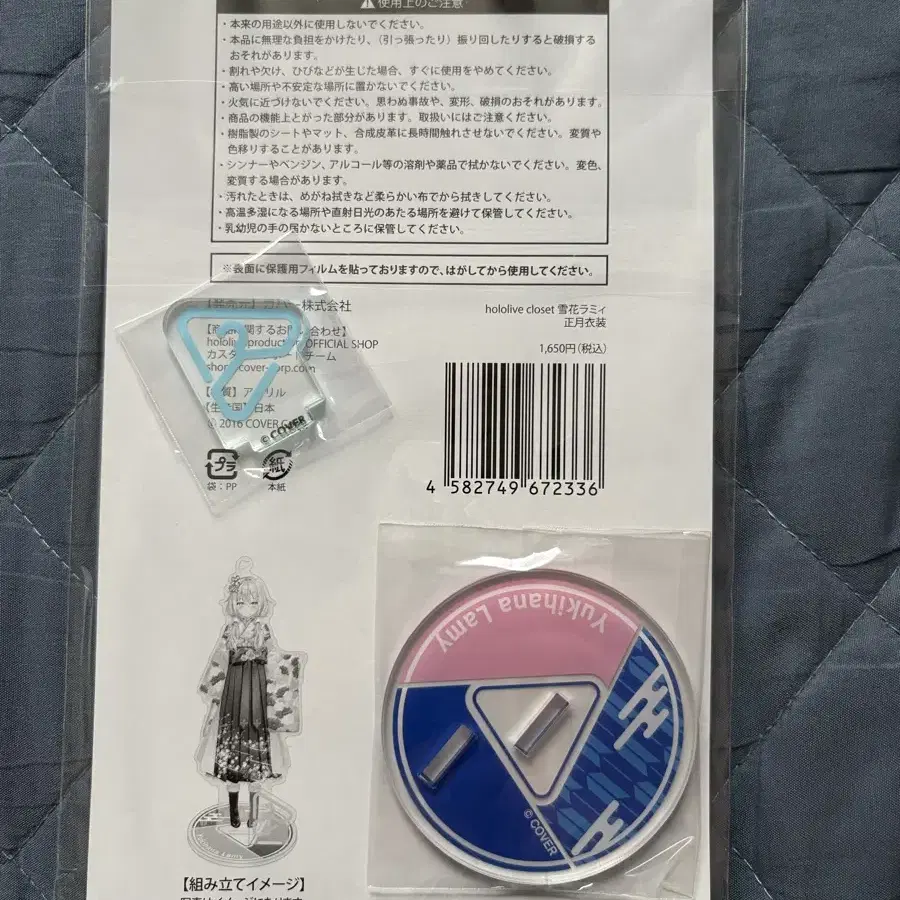 ⚠使用上のご注意
・本来の用途以外に使用しないでください。
・本品に無理な負担をかけたり、(引っ張ったり)振り回したりすると破損する
おそれがあります。
・割れや欠け、ひびなどが生じた場合、すぐに使用をやめてください。
・高い場所や不安定な場所に置かないでください。
・火気に近づけないでください。思わぬ事故や、変形、破損のおそれがあります。
・商品の機能上とがった部分があります。取扱いにはご注意ください。
・樹脂製のシートやマット、合成皮革に長時間触れさせないでください。変質や
色移りすることがあります。
・シンナーやベンジン、アルコール等の溶剤や薬品で拭かないでください。変色、
変質する場合があります。
・汚れたときは、めがね拭きなど柔らかい布でから拭きしてください。
・高温多湿になる場所や直射日光のあたる場所を避けて保管してください。
・乳幼児の手の届かないところに保管してください。
※表面に保護用フィルムを貼っておりますので、はがしてから使用してください。
【発売元】カバー株式会社
hololive production OFFICIAL SHOP
【生産国】日本
© 2016 COVER
© COVER
プラ
袋:PP
紙
本紙
hololive closet 雪花ラミィ
正月衣装
1,650円(税込)
4 582749 672336
Yukihana Lamy
© COVER
Yukihana Lamy
【組み立てイメージ】